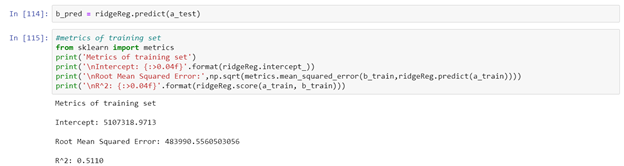 In [114]: b_pred = ridgeReg.predict(a_test)
In [115]: #metrics of training set
from sklearn import metrics
print('Metrics of training set')
print('\nIntercept: {:>0.04f}'.format(ridgeReg.intercept_))
print('\nRoot Mean Squared Error:',np.sqrt(metrics.mean_squared_error(b_train,ridgeReg.predict(a_train))))
print('\nR^2: {:>0.04f}'.format(ridgeReg.score(a_train, b_train)))
Metrics of training set
Intercept: 5107318.9713
Root Mean Squared Error: 483990.5560503056
R^2: 0.5110